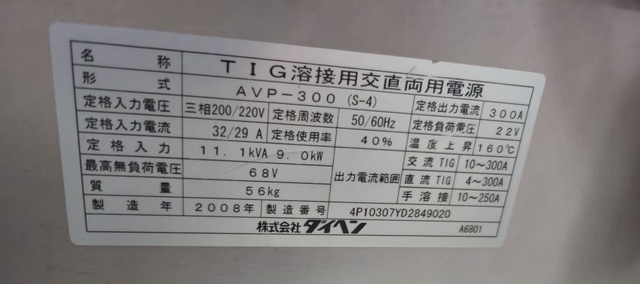 名 称 TIG溶接用交直両用電源
形 式 AVP-300 (S-4)
定格入力電圧 三相200/220V 定格周波数 50/60Hz 定格出力電流 300A
定格入力電流 32/29A 定格使用率 40% 定格負荷電圧 22V
定格入力 11.1kVA 9.0kW 温度上昇 160℃
最高無負荷電圧 68V 出力電流範囲 交流TIG 10~300A
質 量 56kg 直流TIG 4~300A
製造年 2008年 製造番号 4P10307YD2849020 手溶接 10~250A
株式会社ダイヘン A6801